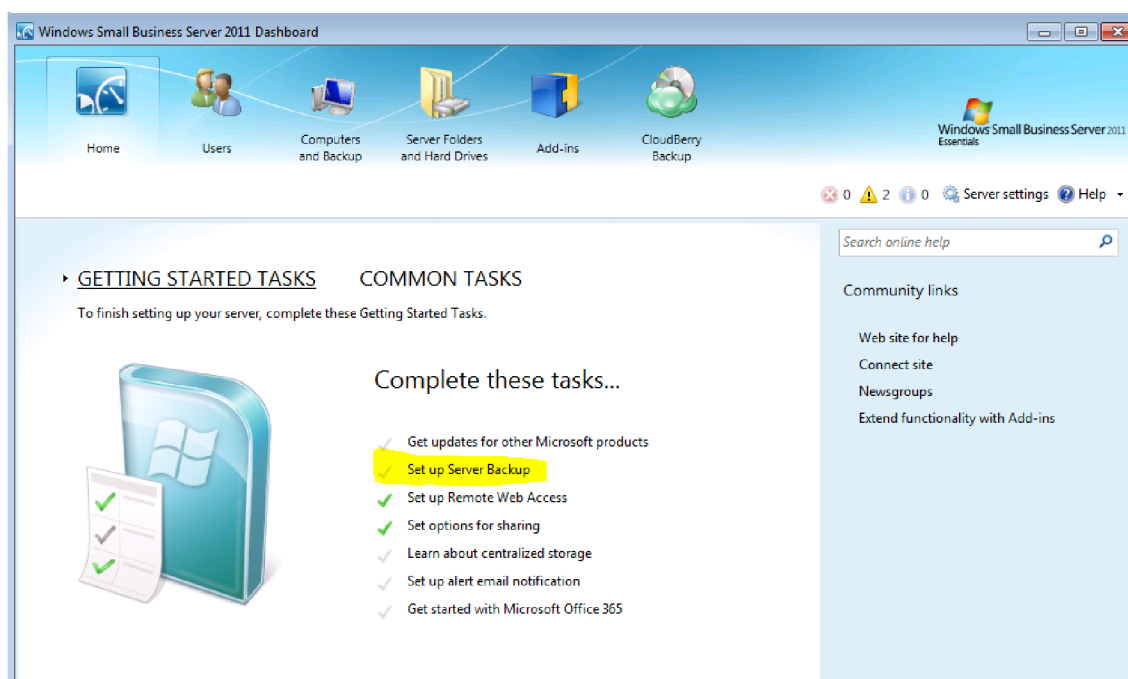 Windows Small Business Server 2011 Dashboard
Home
Users
Computers
and Backup
Server Folders
and Hard Drives
Add-ins
CloudBerry
Backup
Windows Small Business Server 2011
Essentials
0 2 0 Server settings Help
Search online help
GETTING STARTED TASKS COMMON TASKS
To finish setting up your server, complete these Getting Started Tasks.
Complete these tasks...
Get updates for other Microsoft products
Set up Server Backup
Set up Remote Web Access
Set options for sharing
Learn about centralized storage
Set up alert email notification
Get started with Microsoft Office 365
Community links
Web site for help
Connect site
Newsgroups
Extend functionality with Add-ins